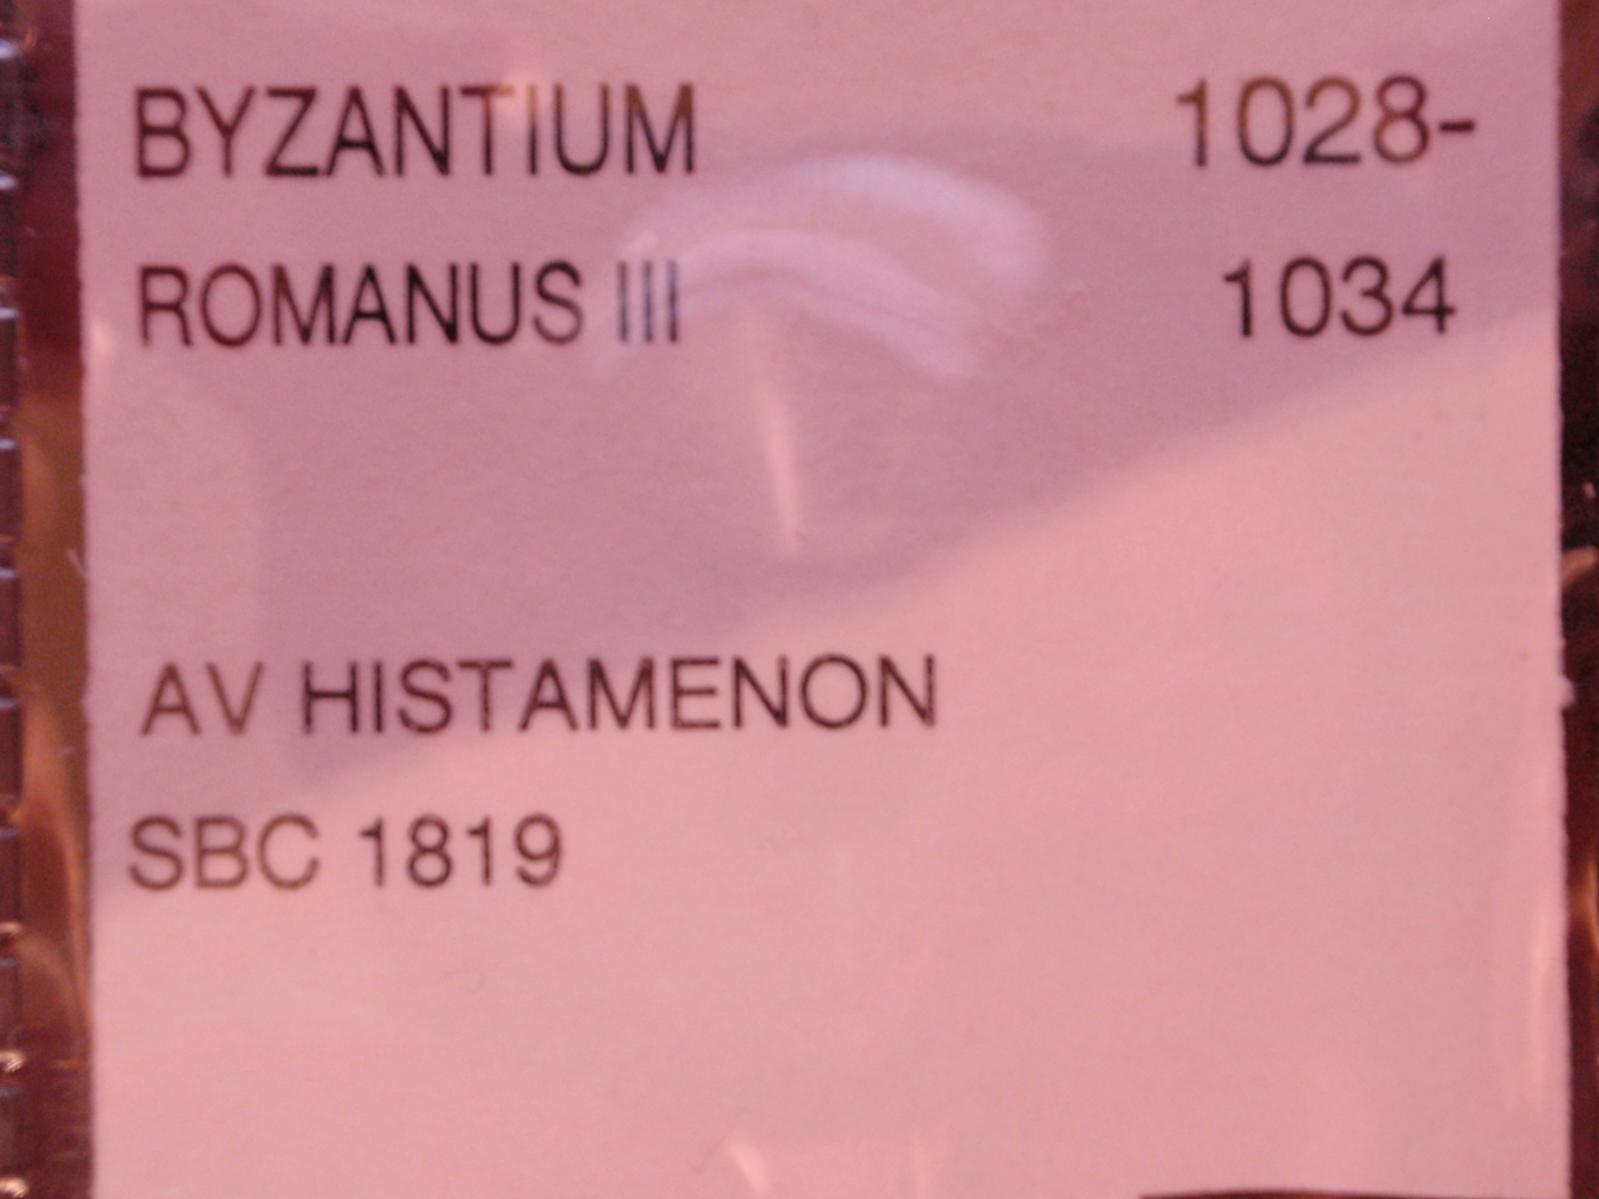 BYZANTIUM 1028-
ROMANUS III 1034
AV HISTAMENON
SBC 1819